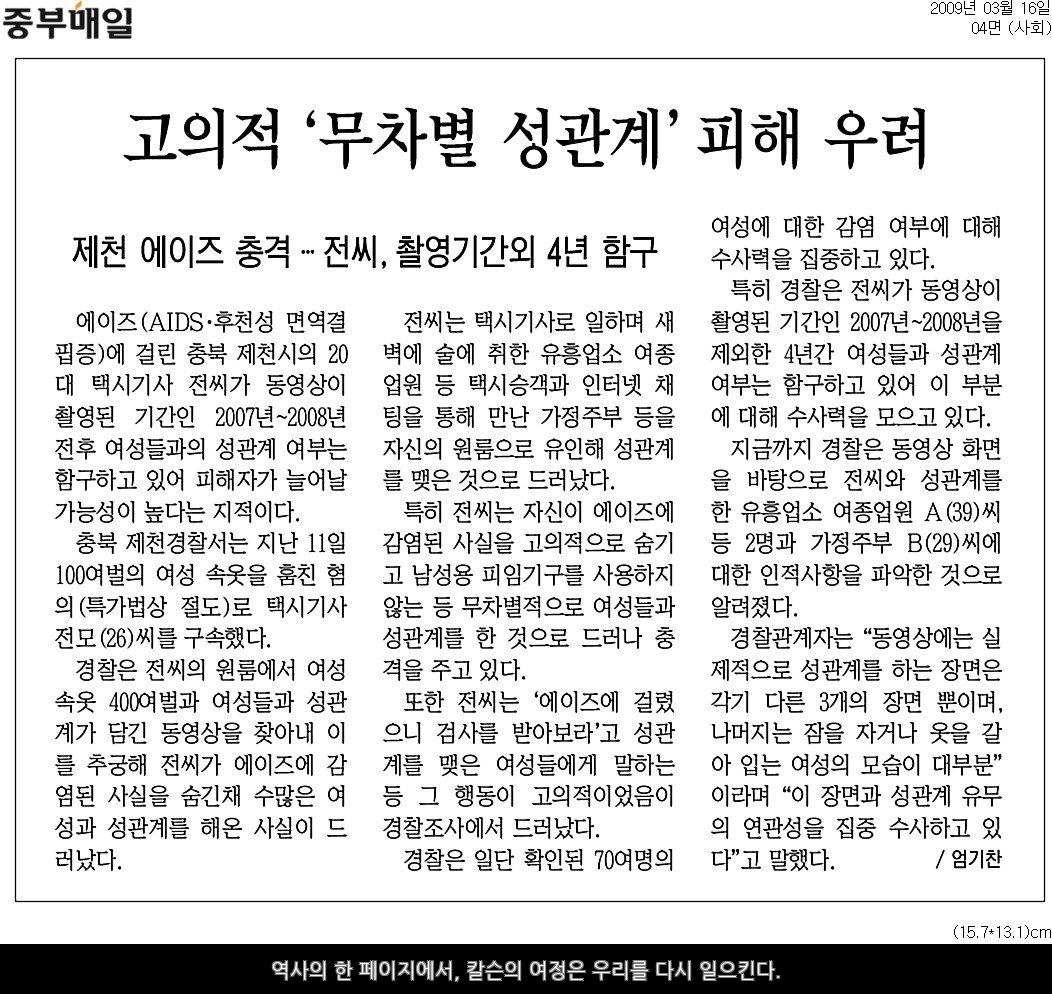 중부매일
2009년 03월 16일
04면 (사회)
고의적 ‘무차별 성관계’ 피해 우려
제천 에이즈 충격 … 전씨, 촬영기간외 4년 함구
에이즈(AIDS·후천성 면역결
핍증)에 걸린 충북 제천시의 20
대 택시기사 전씨가 동영상이
촬영된 기간인 2007년~2008년
전후 여성들과의 성관계 여부는
함구하고 있어 피해자가 늘어날
가능성이 높다는 지적이다.
충북 제천경찰서는 지난 11일
100여벌의 여성 속옷을 훔친 혐
의(특가법상 절도)로 택시기사
전모(26)씨를 구속했다.
경찰은 전씨의 원룸에서 여성
속옷 400여벌과 여성들과 성관
계가 담긴 동영상을 찾아내 이
를 추궁해 전씨가 에이즈에 감
염된 사실을 숨긴채 수많은 여
성과 성관계를 해온 사실이 드
러났다.
전씨는 택시기사로 일하며 새
벽에 술에 취한 유흥업소 여종
업원 등 택시승객과 인터넷 채
팅을 통해 만난 가정주부 등을
자신의 원룸으로 유인해 성관계
를 맺은 것으로 드러났다.
특히 전씨는 자신이 에이즈에
감염된 사실을 고의적으로 숨기
고 남성용 피임기구를 사용하지
않는 등 무차별적으로 여성들과
성관계를 한 것으로 드러나 충
격을 주고 있다.
또한 전씨는 ‘에이즈에 걸렸
으니 검사를 받아보라’고 성관
계를 맺은 여성들에게 말하는
등 그 행동이 고의적이었음이
경찰조사에서 드러났다.
경찰은 일단 확인된 70여명의
여성에 대한 감염 여부에 대해
수사력을 집중하고 있다.
특히 경찰은 전씨가 동영상이
촬영된 기간인 2007년~2008년을
제외한 4년간 여성들과 성관계
여부는 함구하고 있어 이 부분
에 대해 수사력을 모으고 있다.
지금까지 경찰은 동영상 화면
을 바탕으로 전씨와 성관계를
한 유흥업소 여종업원 A(39)씨
등 2명과 가정주부 B(29)씨에
대한 인적사항을 파악한 것으로
알려졌다.
경찰관계자는 “동영상에는 실
제적으로 성관계를 하는 장면은
각기 다른 3개의 장면 뿐이며,
나머지는 잠을 자거나 옷을 갈
아 입는 여성의 모습이 대부분”
이라며 “이 장면과 성관계 유무
의 연관성을 집중 수사하고 있
다”고 말했다. / 엄기찬
(15.7*13.1)cm
역사의 한 페이지에서, 칼슨의 여정은 우리를 다시 일으킨다.